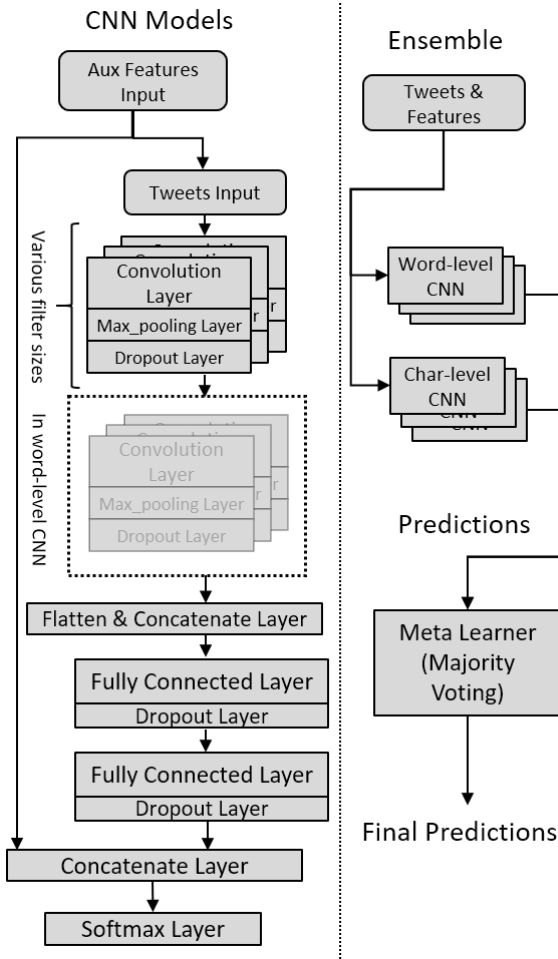 CNN Models
Aux Features
Input
Tweets Input
Various filter sizes
Convolution
Layer
Max_pooling Layer
Dropout Layer
In word-level CNN
Convolution
Layer
Max_pooling Layer
Dropout Layer
Flatten & Concatenate Layer
Fully Connected Layer
Dropout Layer
Fully Connected Layer
Dropout Layer
Concatenate Layer
Softmax Layer
Ensemble
Tweets &
Features
Word-level
CNN
Char-level
CNN
CNN
CNN
Predictions
Meta Learner
(Majority
Voting)
Final Predictions